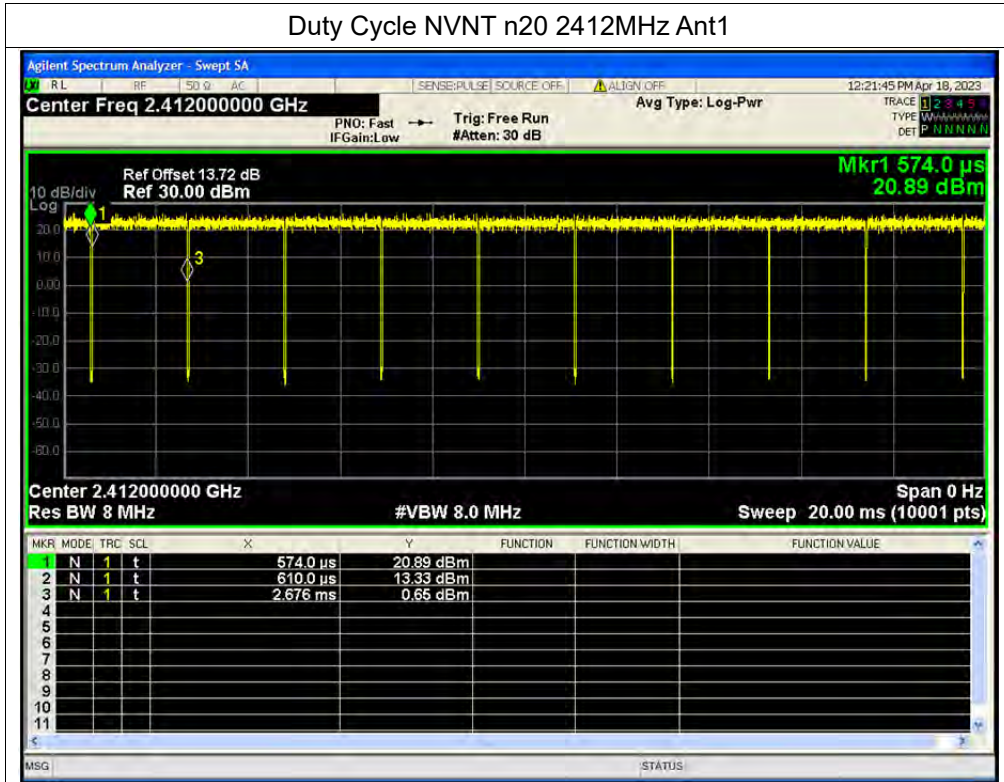 Duty Cycle NVNT n20 2412MHz Ant1
Agilent Spectrum Analyzer - Swept SA
LXI RL RF 50 Ω AC SENSE:PULSE SOURCE OFF ALIGN OFF 12:21:45 PM Apr 18, 2023
Center Freq 2.412000000 GHz Avg Type: Log-Pwr TRACE 1 2 3 4 5 6
PNO: Fast Trig: Free Run TYPE W
IFGain:Low #Atten: 30 dB DET P N N N N N
Mkr1 574.0 µs
Ref Offset 13.72 dB
10 dB/div Ref 30.00 dBm 20.89 dBm
Log
1
20.0
10.0
3
0.00
-10.0
-20.0
-30.0
-40.0
-50.0
-60.0
Center 2.412000000 GHz Span 0 Hz
Res BW 8 MHz #VBW 8.0 MHz Sweep 20.00 ms (10001 pts)
MKR MODE TRC SCL X Y FUNCTION FUNCTION WIDTH FUNCTION VALUE
1 N 1 t 574.0 µs 20.89 dBm
2 N 1 t 610.0 µs 13.33 dBm
3 N 1 t 2.676 ms 0.65 dBm
4
5
6
7
8
9
10
11
MSG STATUS